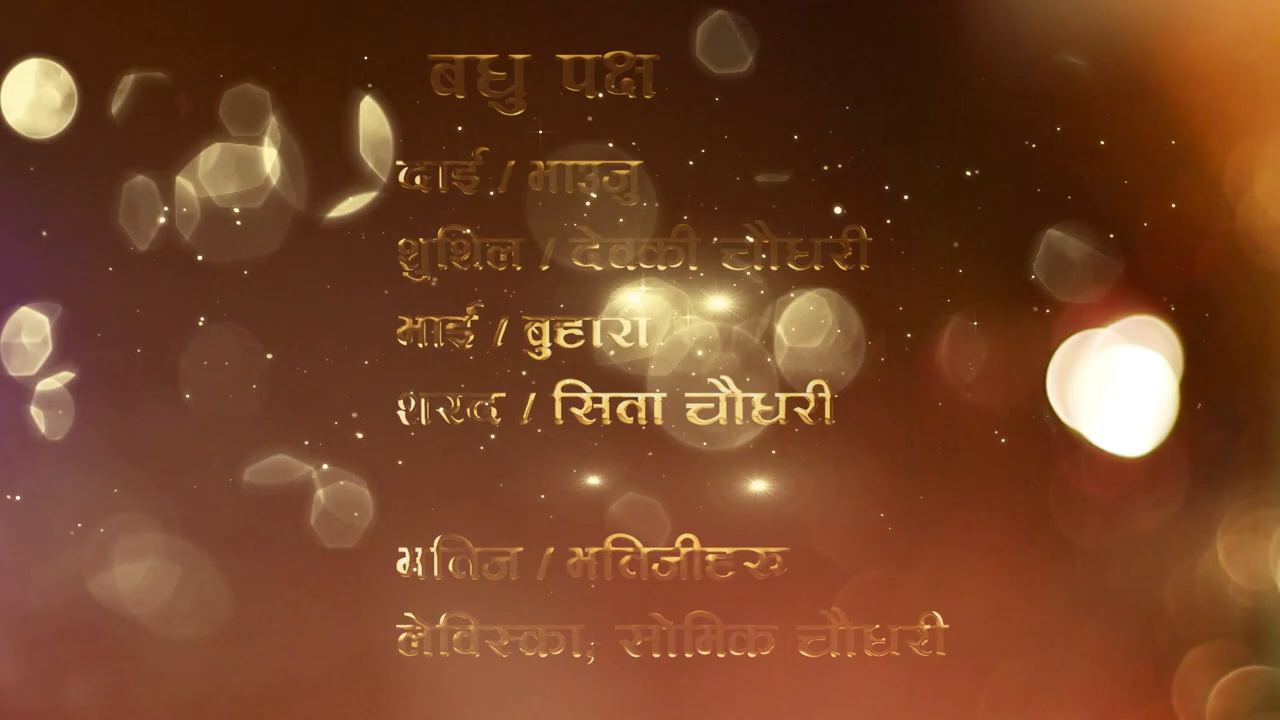 बधु पक्ष
दाई / भाउजु
शुशिल / देवकी चौधरी
भाई / बुहारी
शरद / सिता चौधरी
भतिज / भतिजीहरु
लेविस्का, सोमिक चौधरी